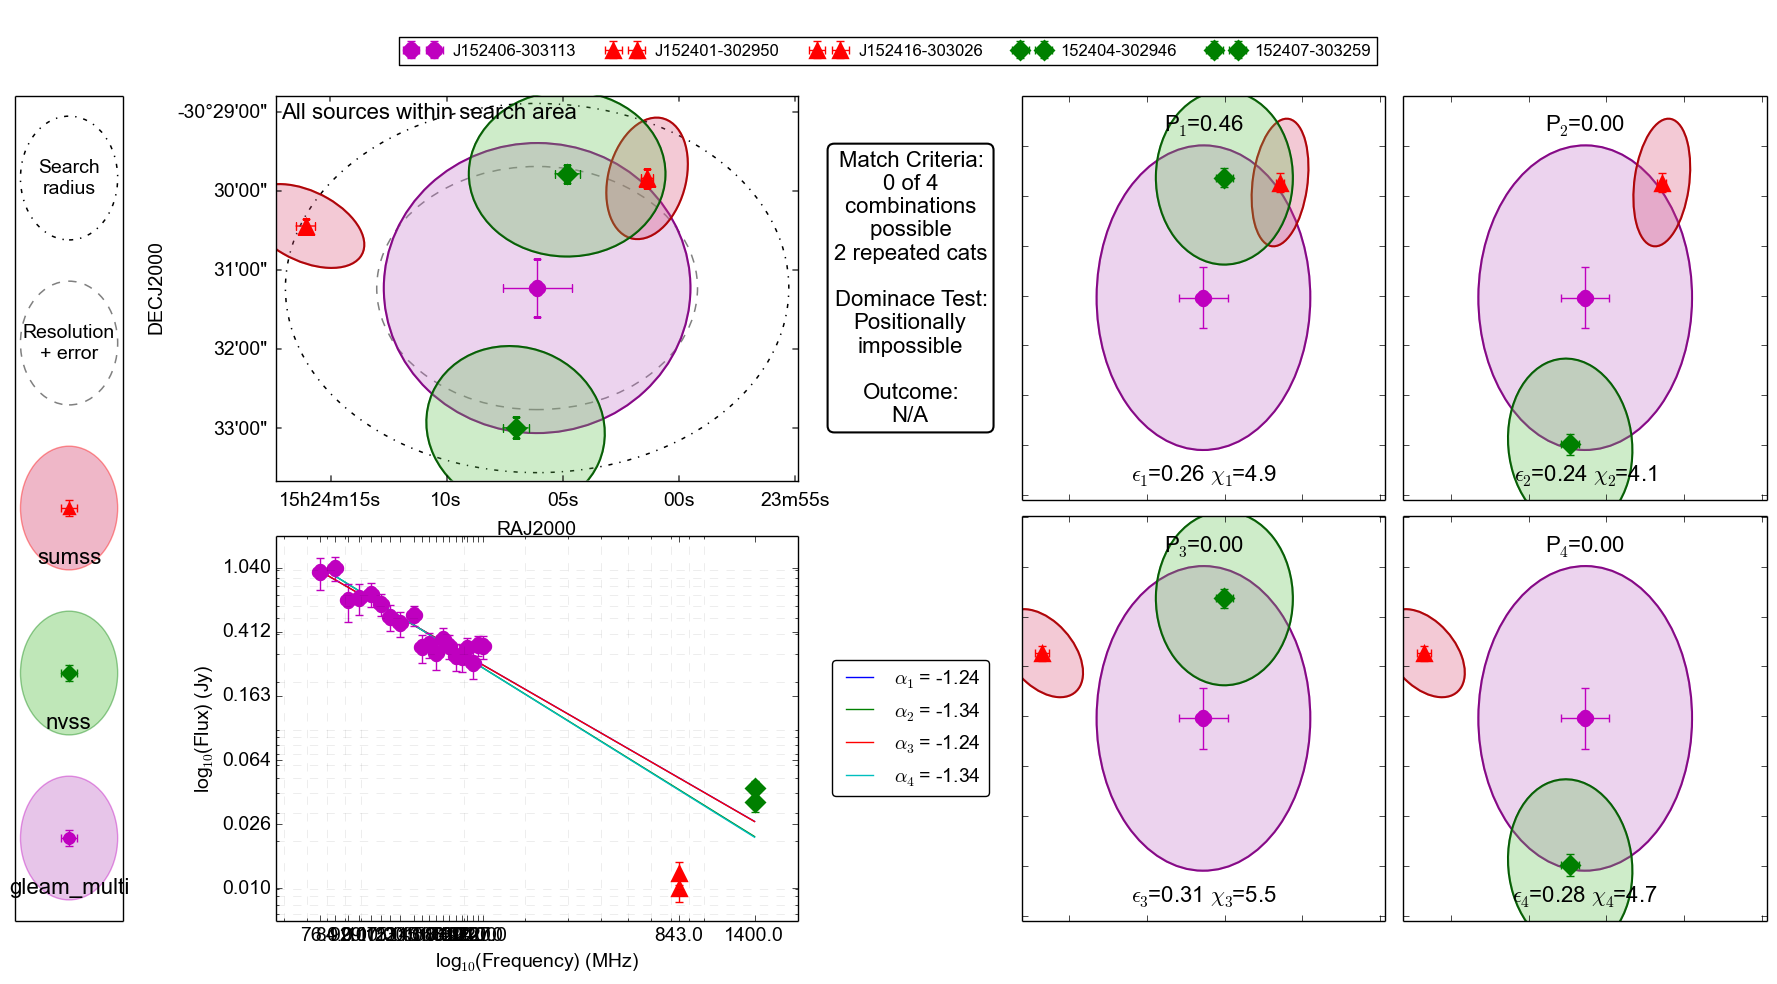 J152406-303113
J152401-302950
J152416-303026
152404-302946
152407-303259
Search
radius
Resolution
+ error
sumss
nvss
gleam_multi
All sources within search area
-30°29'00"
30'00"
31'00"
32'00"
33'00"
DECJ2000
15h24m15s
10s
05s
00s
23m55s
RAJ2000
Match Criteria:
0 of 4
combinations
possible
2 repeated cats
Dominace Test:
Positionally
impossible
Outcome:
N/A
P1=0.46
ϵ1=0.26 χ1=4.9
P2=0.00
ϵ2=0.24 χ2=4.1
P3=0.00
ϵ3=0.31 χ3=5.5
P4=0.00
ϵ4=0.28 χ4=4.7
1.040
0.412
0.163
0.064
0.026
0.010
log10(Flux) (Jy)
843.0
1400.0
log10(Frequency) (MHz)
α1 = -1.24
α2 = -1.34
α3 = -1.24
α4 = -1.34